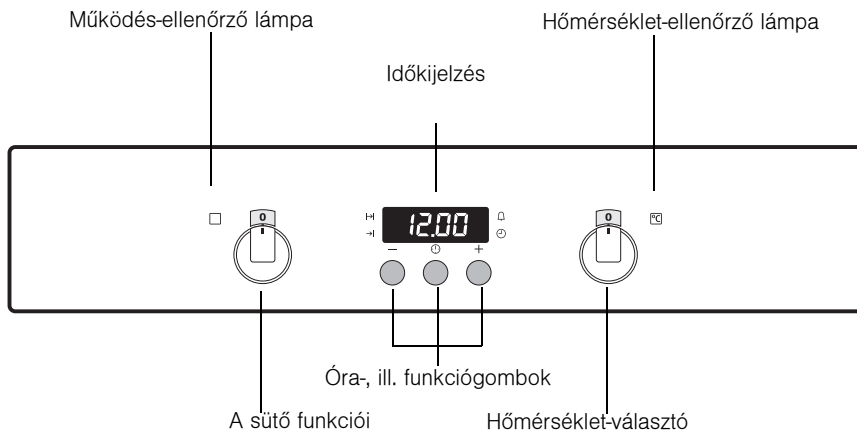 Működés-ellenőrző lámpa
Hőmérséklet-ellenőrző lámpa
Időkijelzés
0
12.00
0
°C
− +
Óra-, ill. funkciógombok
A sütő funkciói
Hőmérséklet-választó